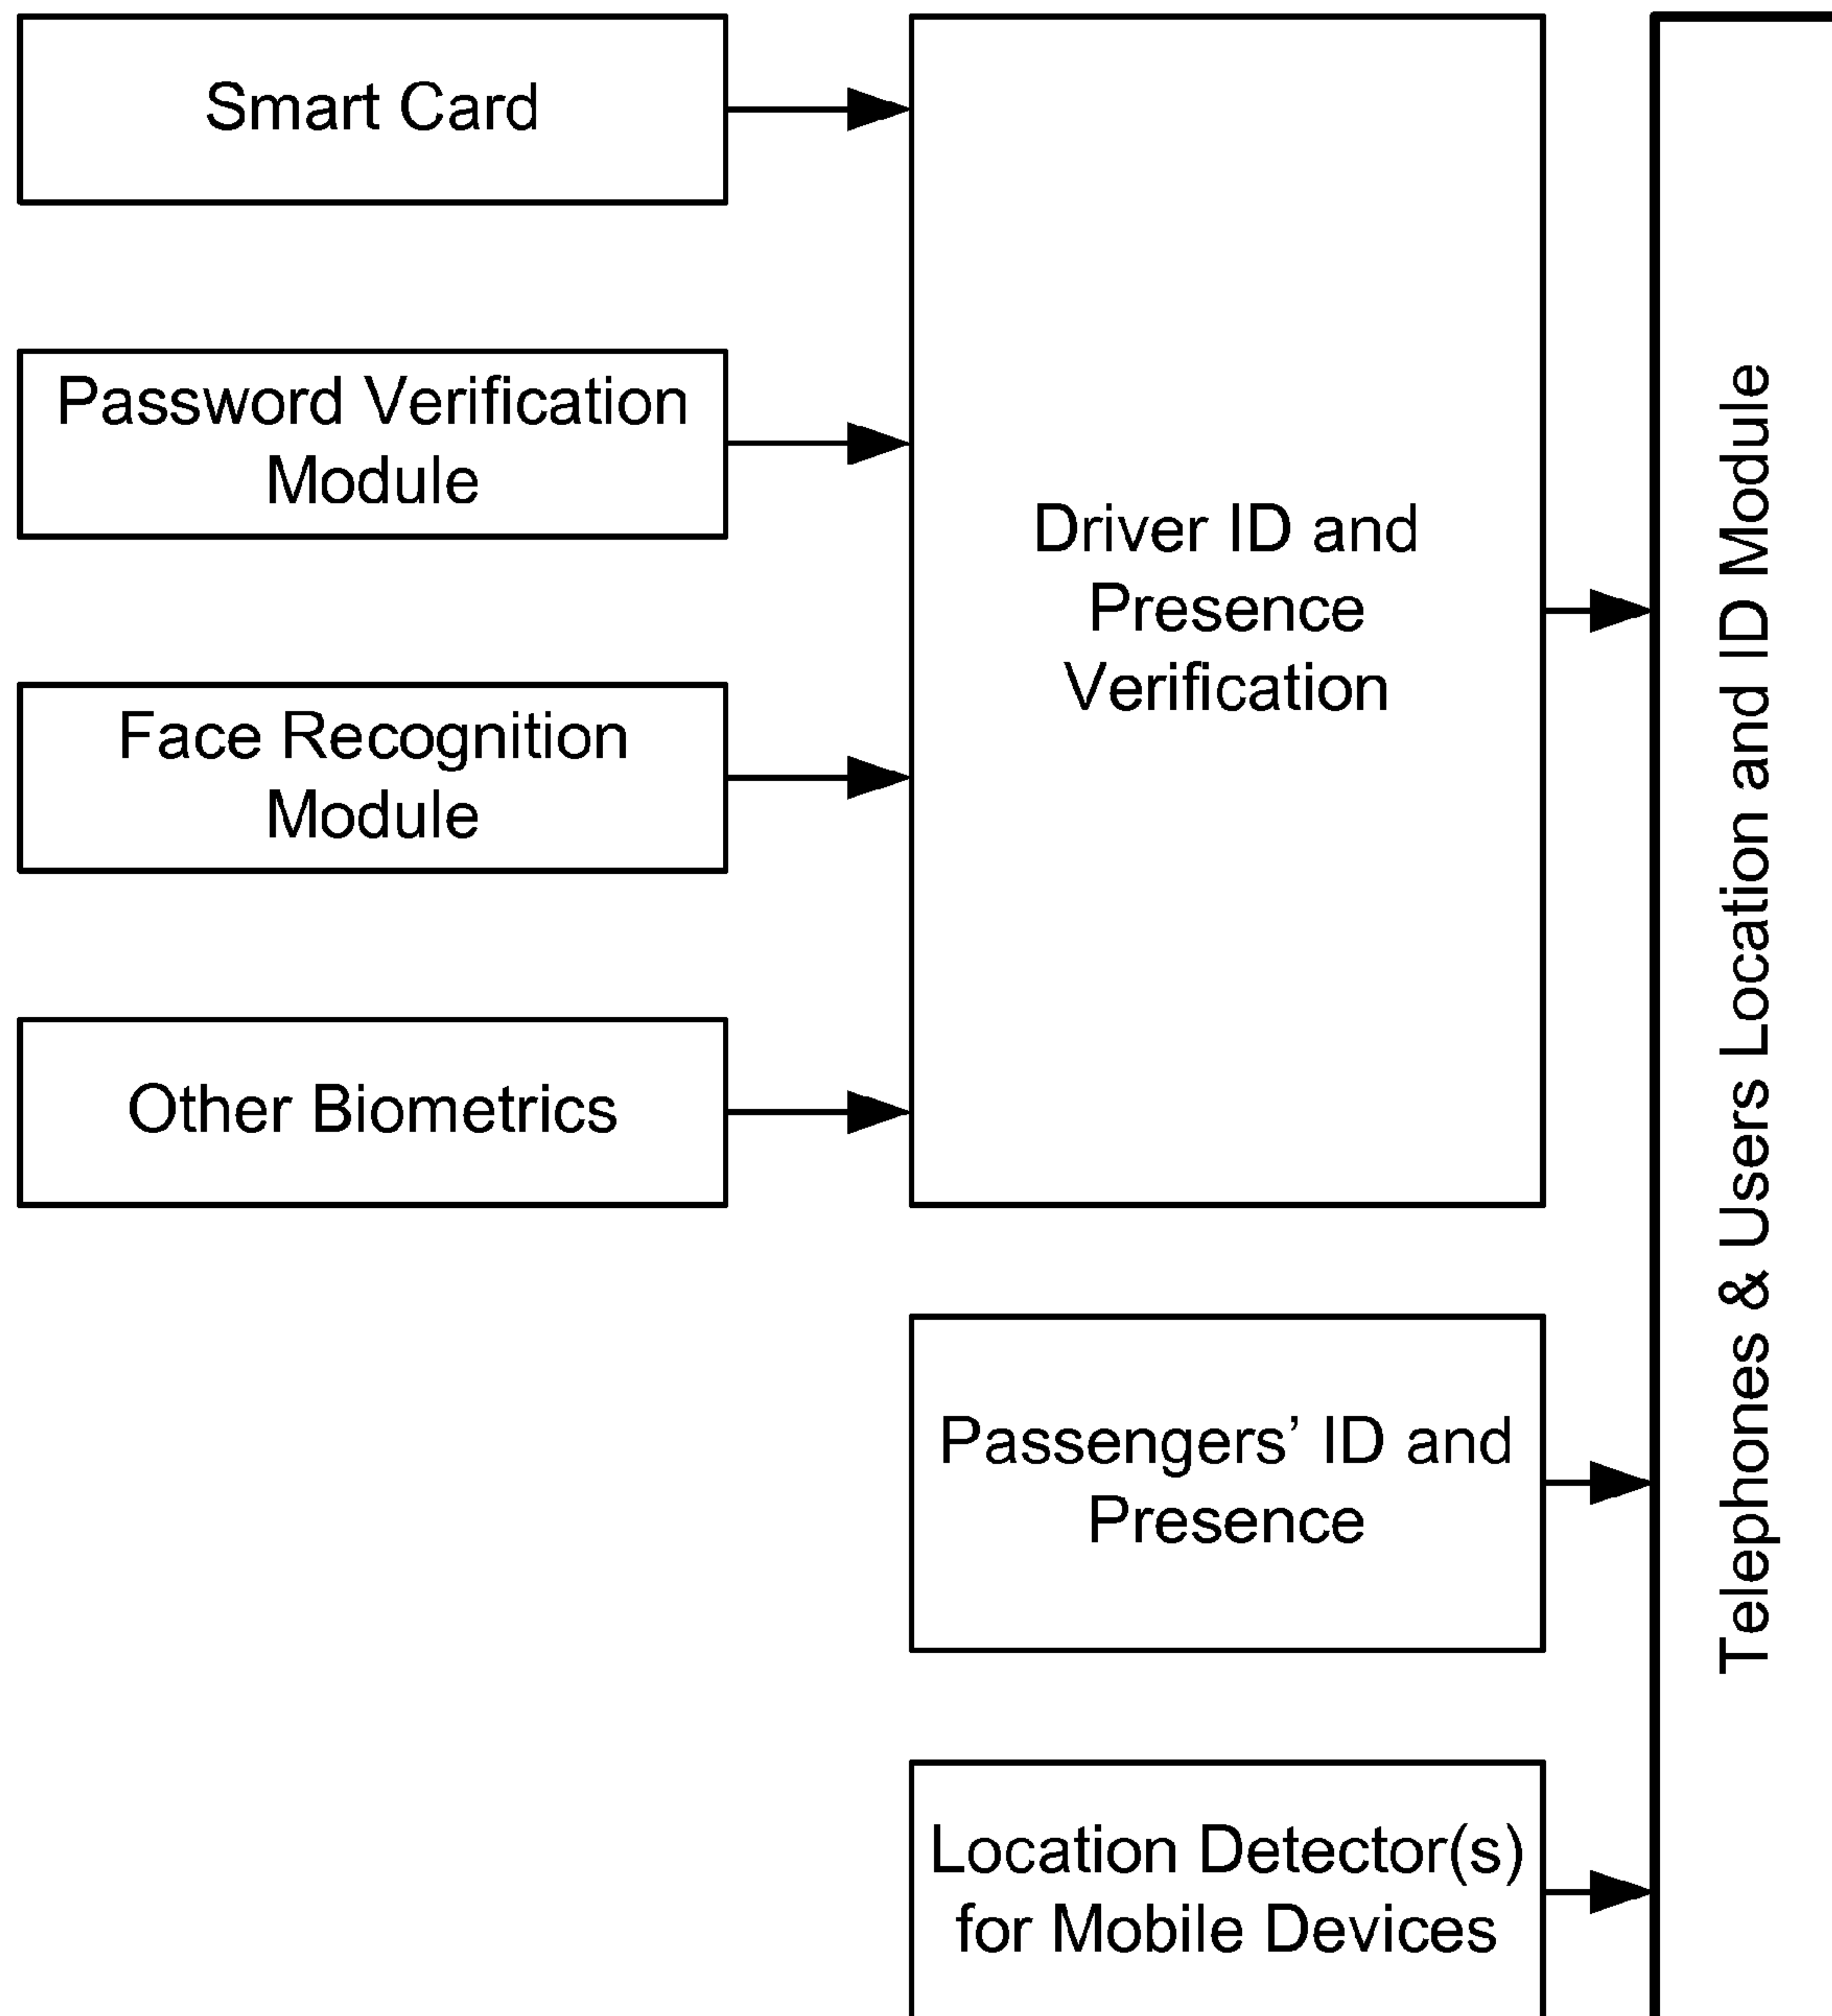 Smart Card
Password Verification
Module
Face Recognition
Module
Other Biometrics
Driver ID and
Presence
Verification
Passengers’ ID and
Presence
Location Detector(s)
for Mobile Devices
Telephones & Users Location and ID Module